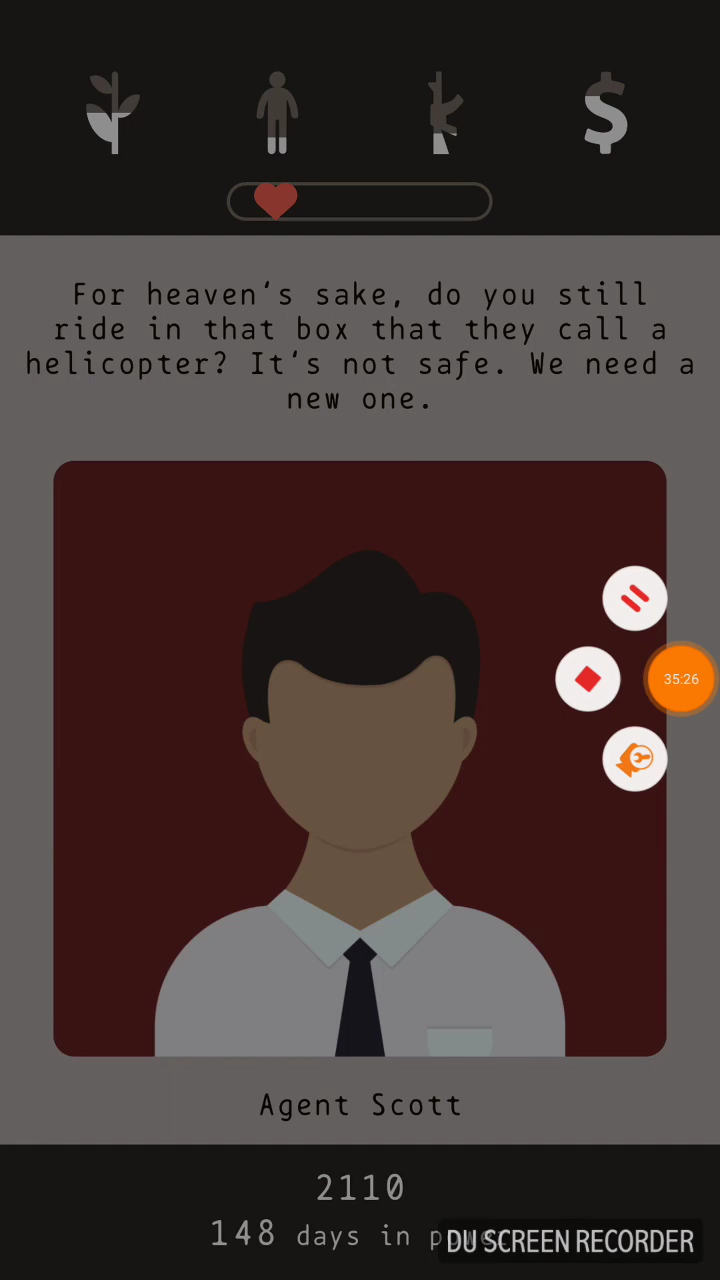 For heaven's sake, do you still
ride in that box that they call a
helicopter? It's not safe. We need a
new one.
35:26
Agent Scott
2110
148 days in power
DU SCREEN RECORDER